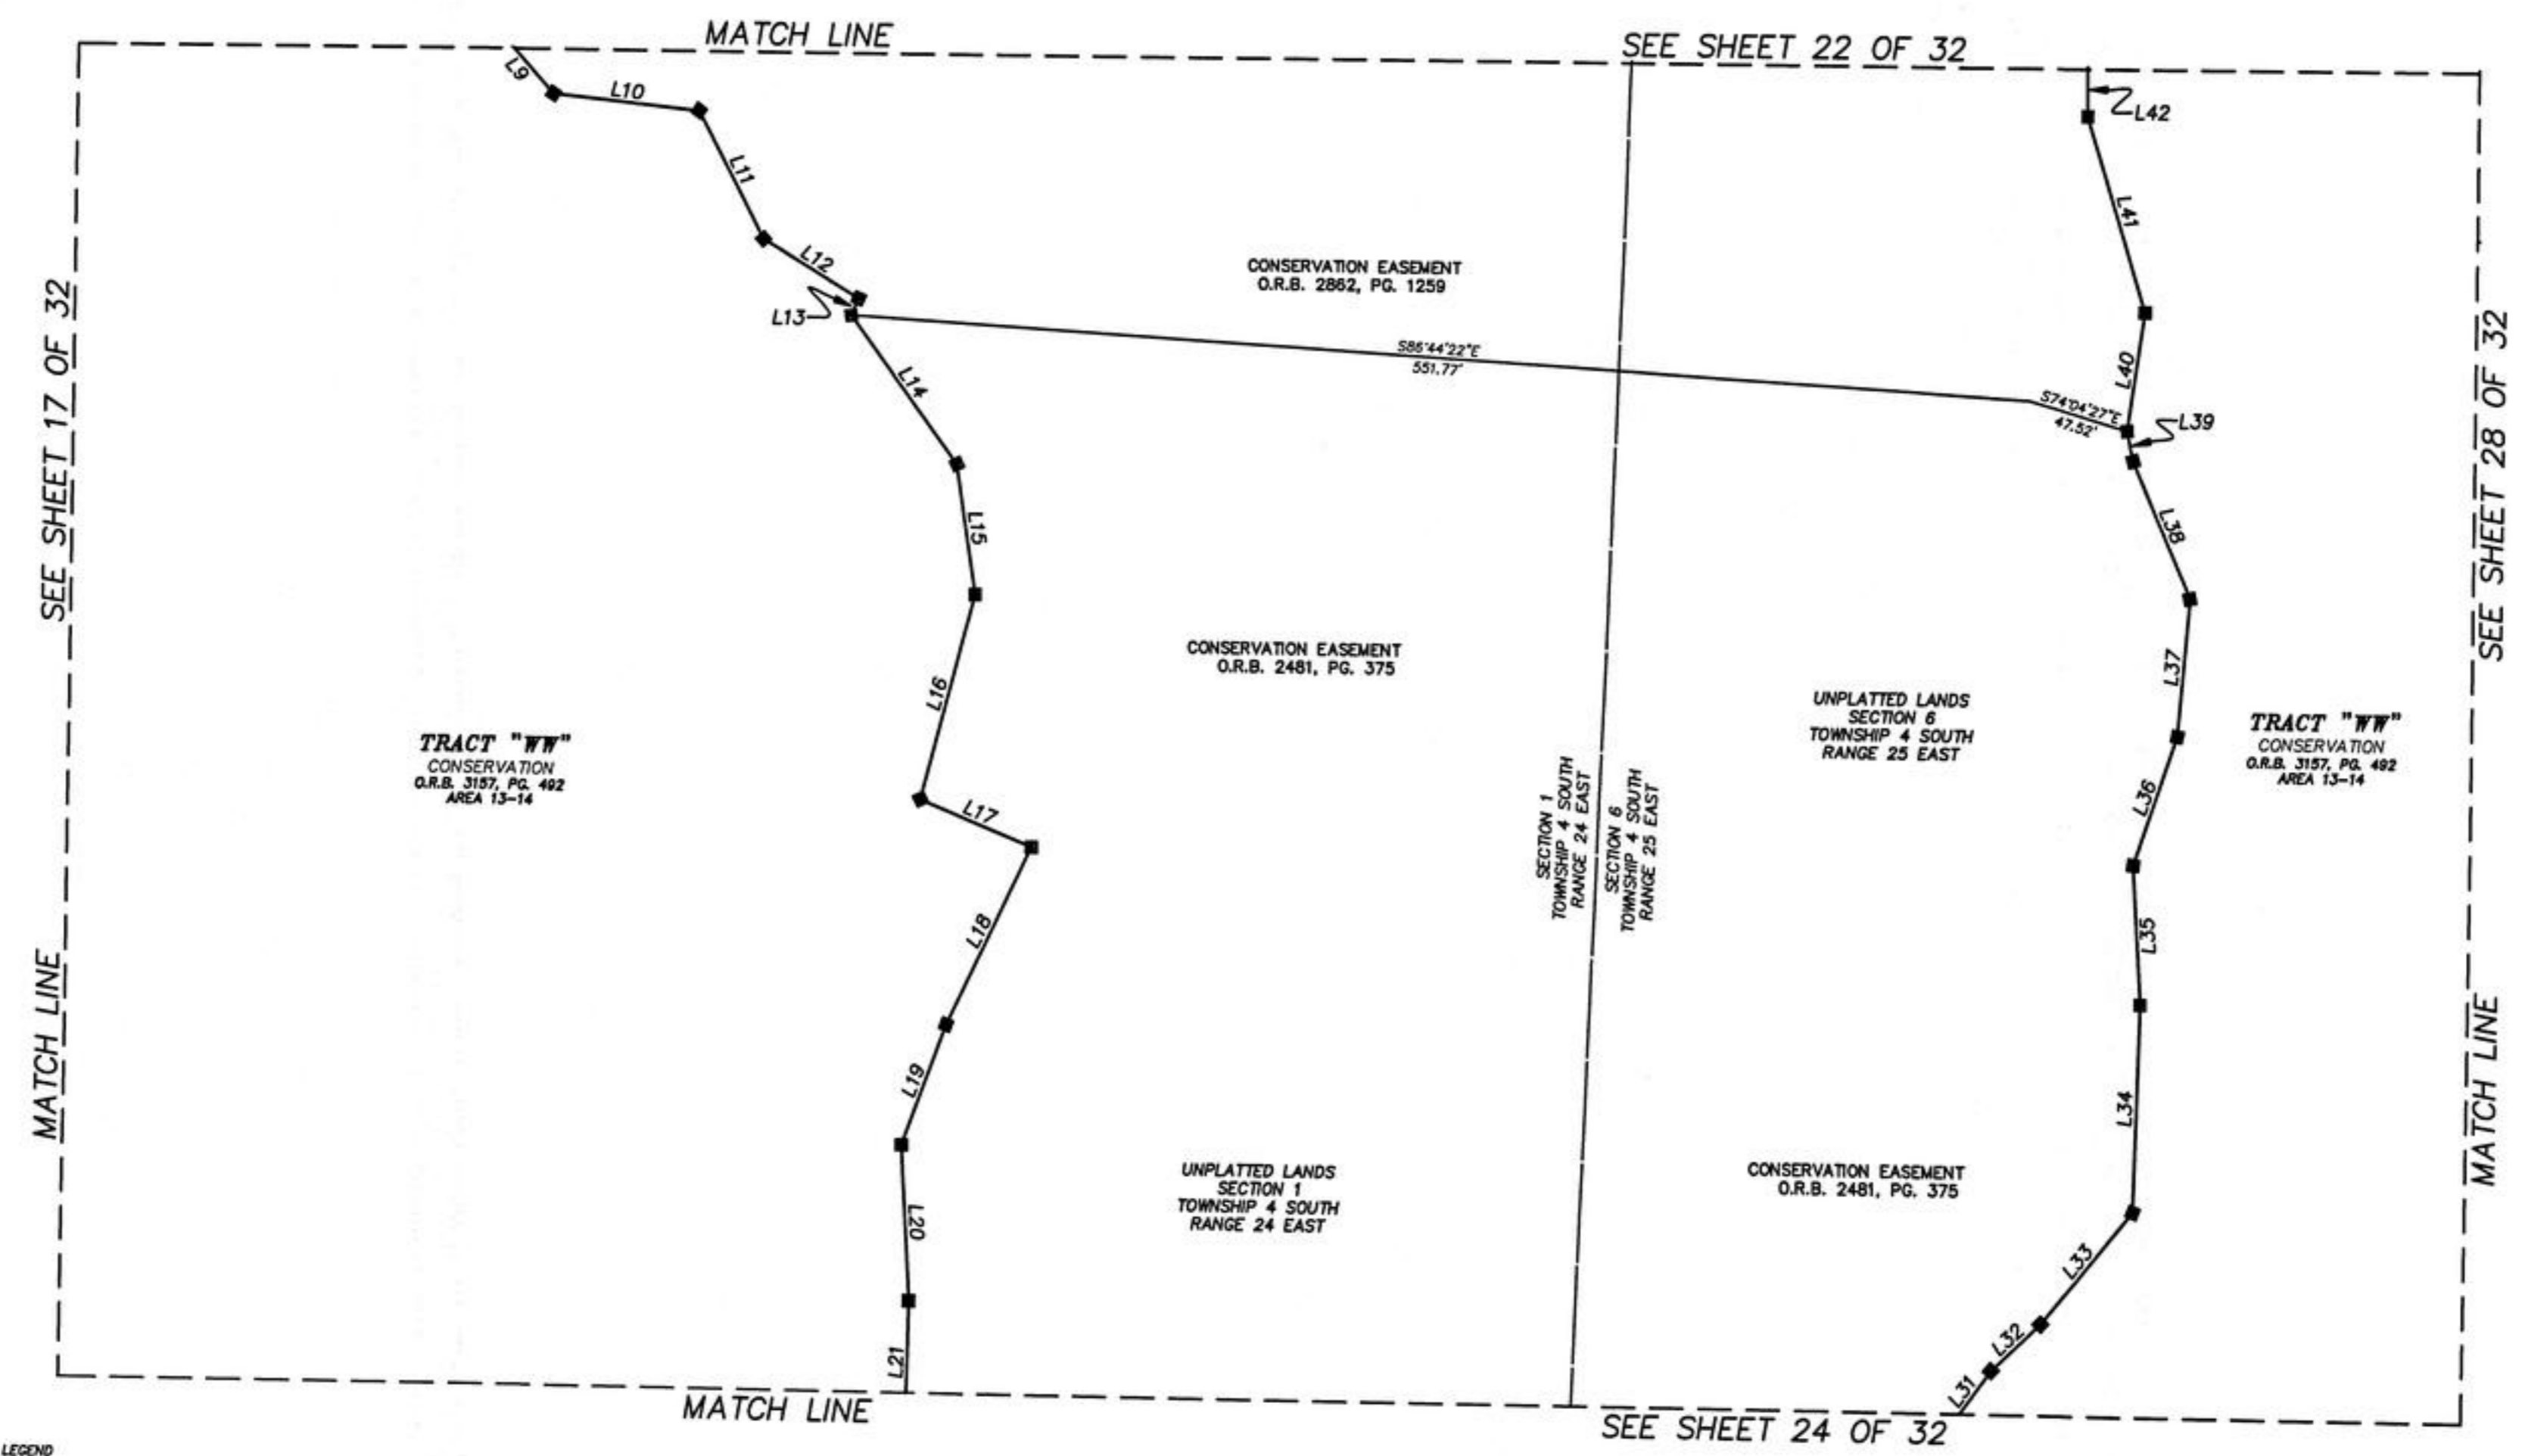 MATCH LINE
SEE SHEET 22 OF 32
L9
L10
L42
L11
L41
L12
CONSERVATION EASEMENT
O.R.B. 2862, PG. 1259
L13
S86°44'22"E
551.77'
L40
L14
S74°04'27"E
47.52'
L39
SEE SHEET 17 OF 32
SEE SHEET 28 OF 32
L15
L38
CONSERVATION EASEMENT
O.R.B. 2481, PG. 375
L16
L37
UNPLATTED LANDS
SECTION 6
TOWNSHIP 4 SOUTH
RANGE 25 EAST
TRACT "WW"
CONSERVATION
O.R.B. 3157, PG. 492
AREA 13-14
TRACT "WW"
CONSERVATION
O.R.B. 3157, PG. 492
AREA 13-14
L17
L36
SECTION 1
TOWNSHIP 4 SOUTH
RANGE 24 EAST
SECTION 6
TOWNSHIP 4 SOUTH
RANGE 25 EAST
L18
L35
MATCH LINE
MATCH LINE
L19
L34
UNPLATTED LANDS
SECTION 1
TOWNSHIP 4 SOUTH
RANGE 24 EAST
CONSERVATION EASEMENT
O.R.B. 2481, PG. 375
L20
L33
L32
L21
L31
MATCH LINE
SEE SHEET 24 OF 32
LEGEND